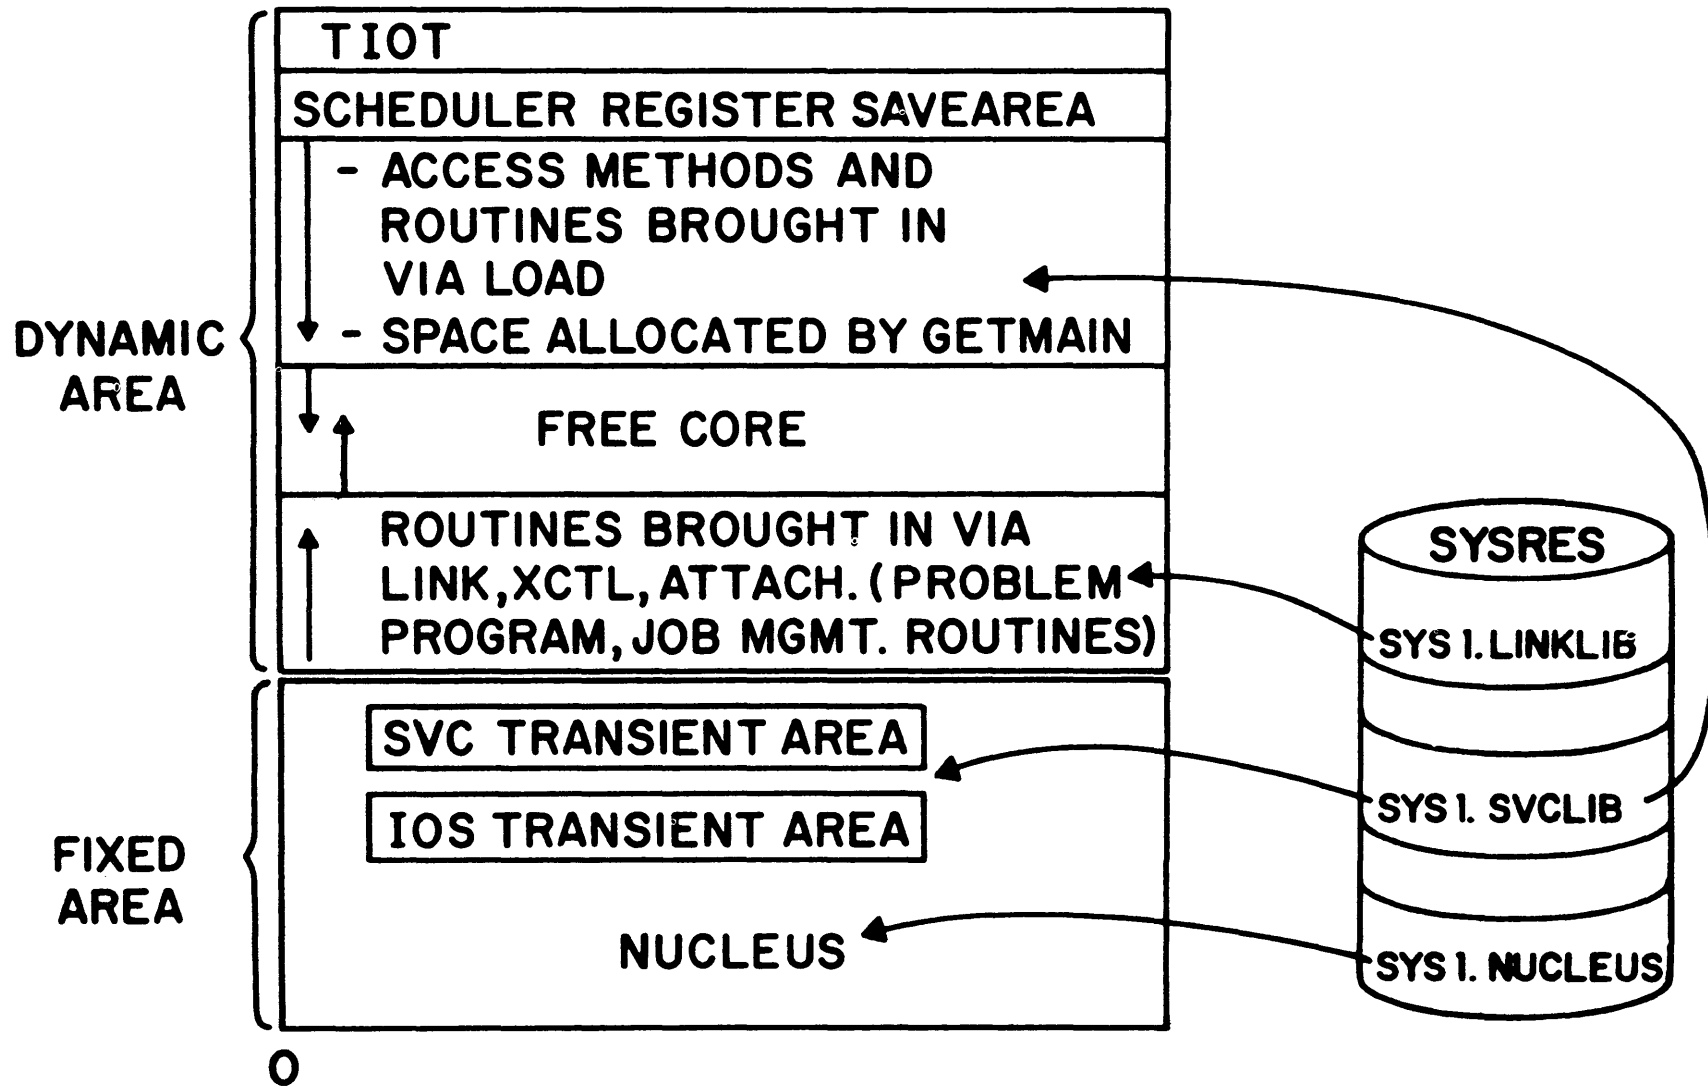 TIOT
SCHEDULER REGISTER SAVEAREA
- ACCESS METHODS AND
ROUTINES BROUGHT IN
VIA LOAD
- SPACE ALLOCATED BY GETMAIN
DYNAMIC
AREA
FREE CORE
ROUTINES BROUGHT IN VIA
LINK,XCTL,ATTACH.(PROBLEM
PROGRAM,JOB MGMT. ROUTINES)
SYSRES
SYS 1. LINKLIB
SVC TRANSIENT AREA
IOS TRANSIENT AREA
SYS 1. SVCLIB
FIXED
AREA
NUCLEUS
SYS 1. NUCLEUS
0